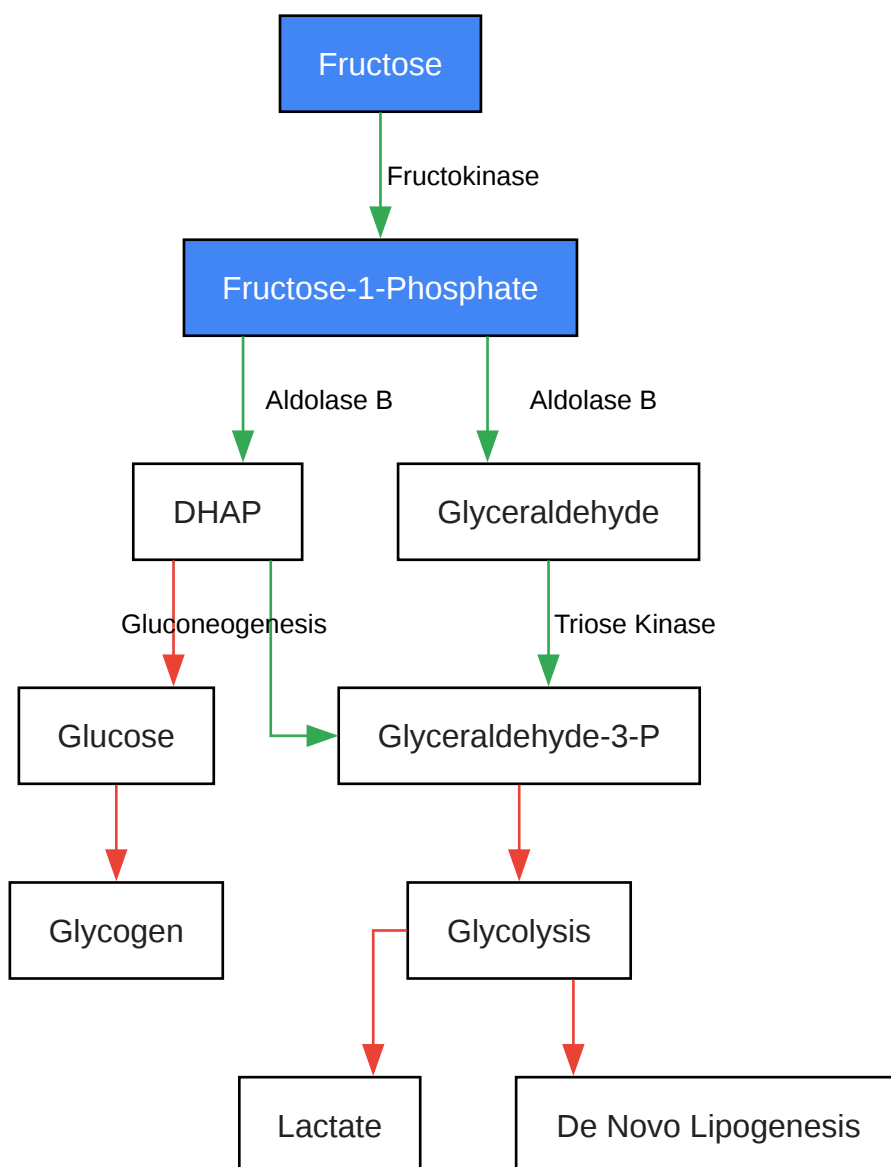 Fructose
Fructokinase
Fructose-1-Phosphate
Aldolase B
Aldolase B
DHAP
Glyceraldehyde
Gluconeogenesis
Triose Kinase
Glucose
Glyceraldehyde-3-P
Glycogen
Glycolysis
Lactate
De Novo Lipogenesis